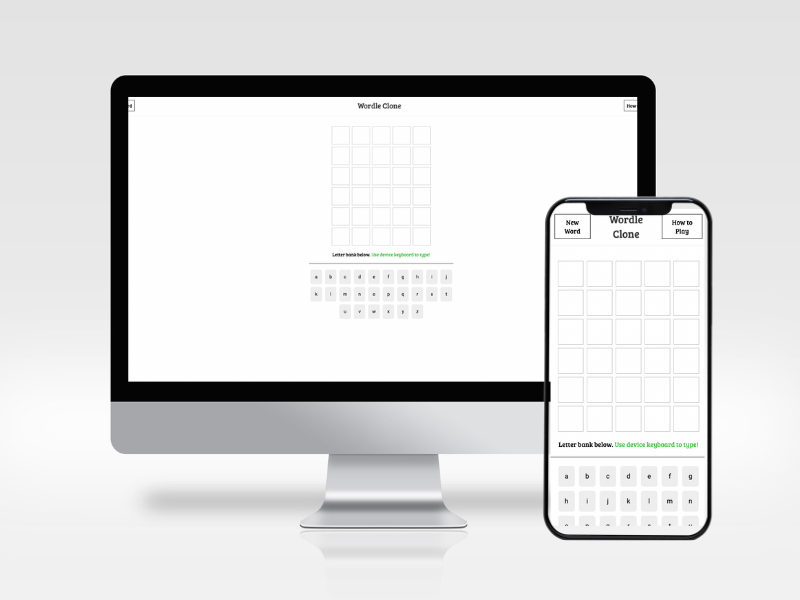 rd
Wordle Clone
How
Letter bank below. Use device keyboard to type!
a b c d e f g h i j
k l m n o p q r s t
u v w x y z
New
Word
Wordle
Clone
How to
Play
Letter bank below. Use device keyboard to type!
a b c d e f g
h i j k l m n